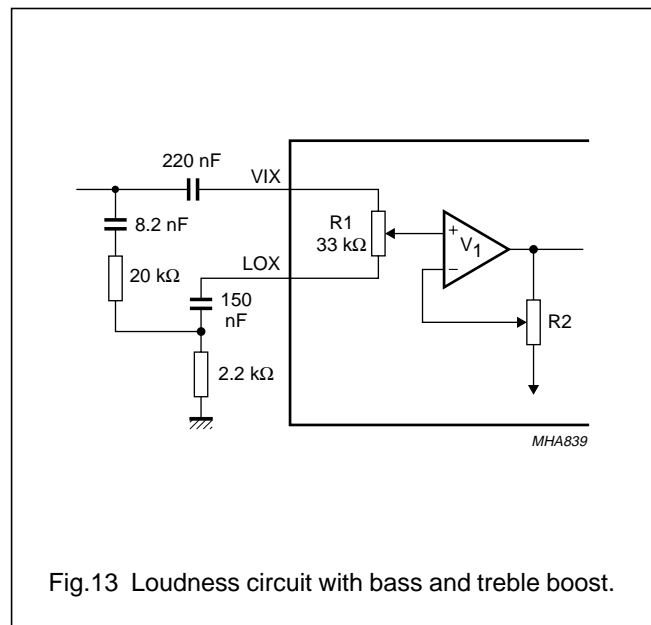 220 nF
VIX
8.2 nF
R1
33 kΩ
+
V1
−
20 kΩ
LOX
150
nF
R2
2.2 kΩ
MHA839
Fig.13 Loudness circuit with bass and treble boost.